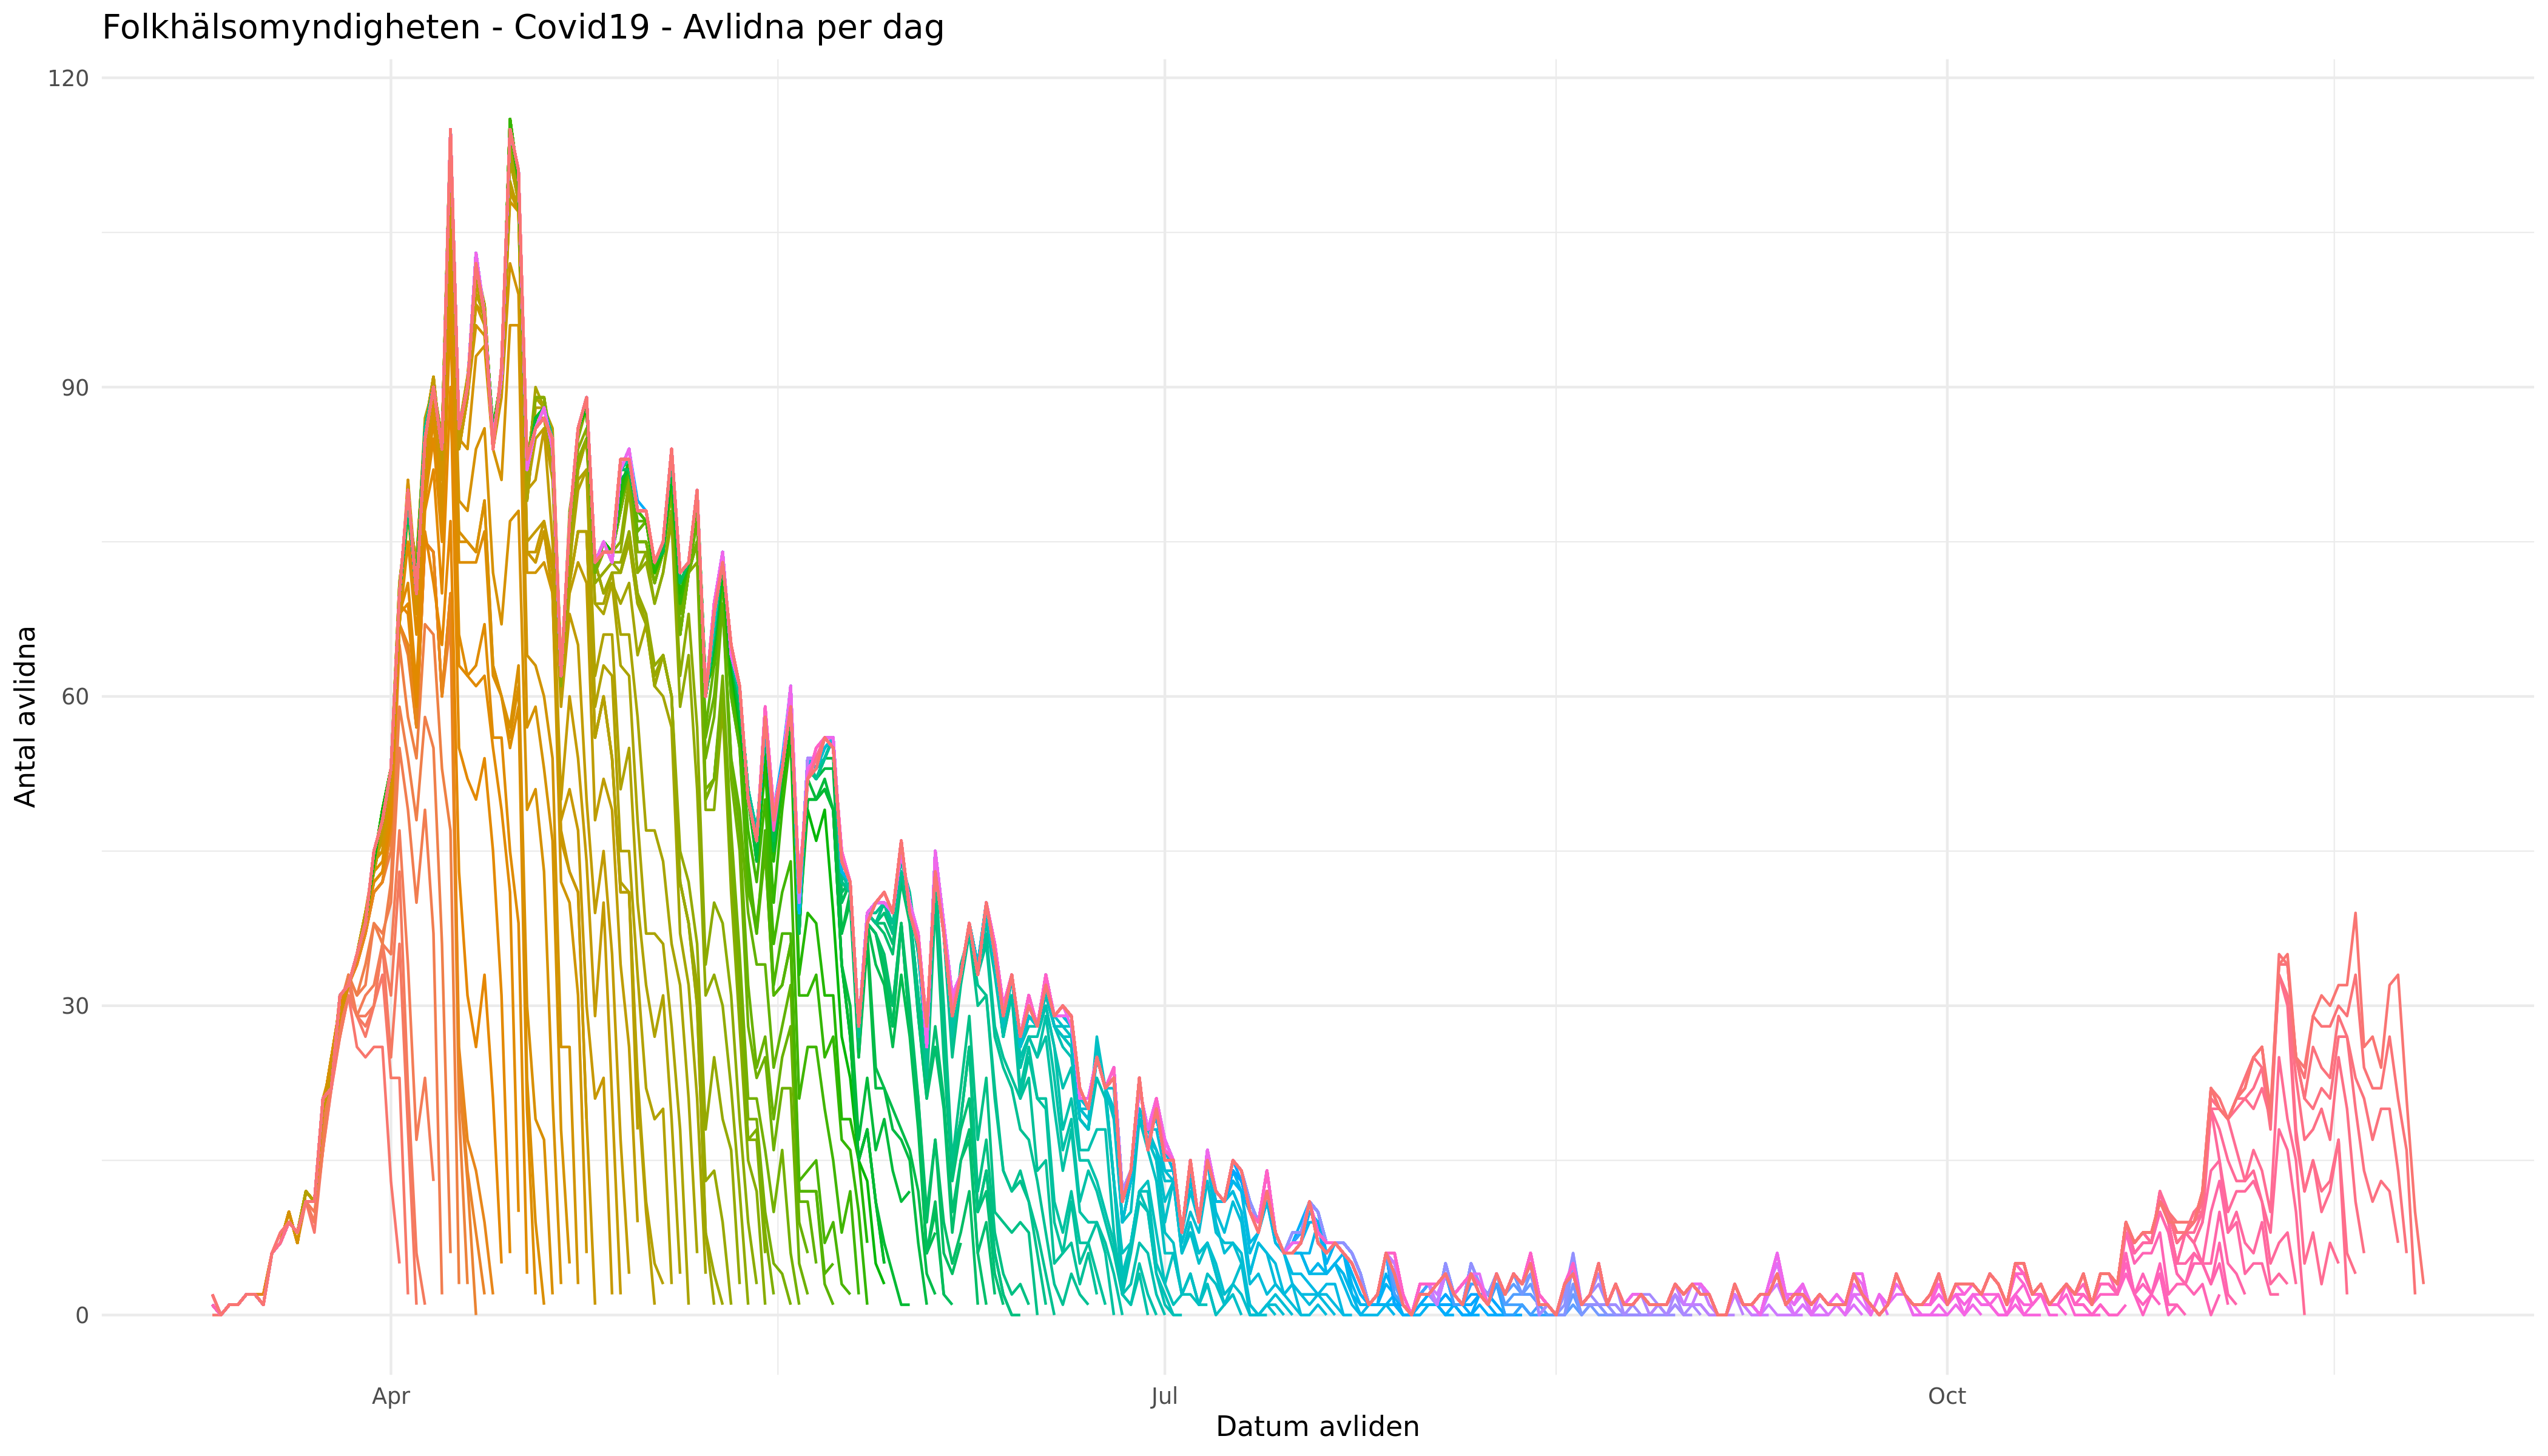 Folkhälsomyndigheten - Covid19 - Avlidna per dag
120
90
60
30
0
Antal avlidna
Apr
Jul
Oct
Datum avliden